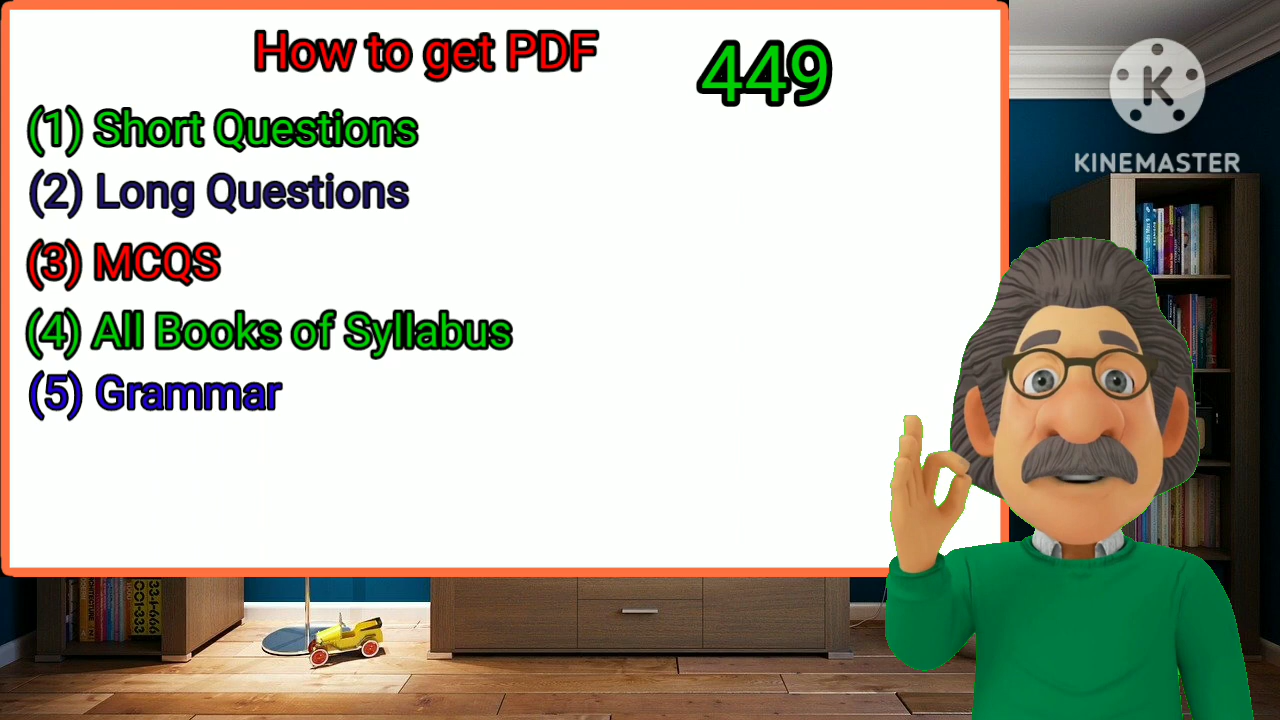 How to get PDF
449
(1) Short Questions
(2) Long Questions
(3) MCQS
(4) All Books of Syllabus
(5) Grammar
K
KINEMASTER